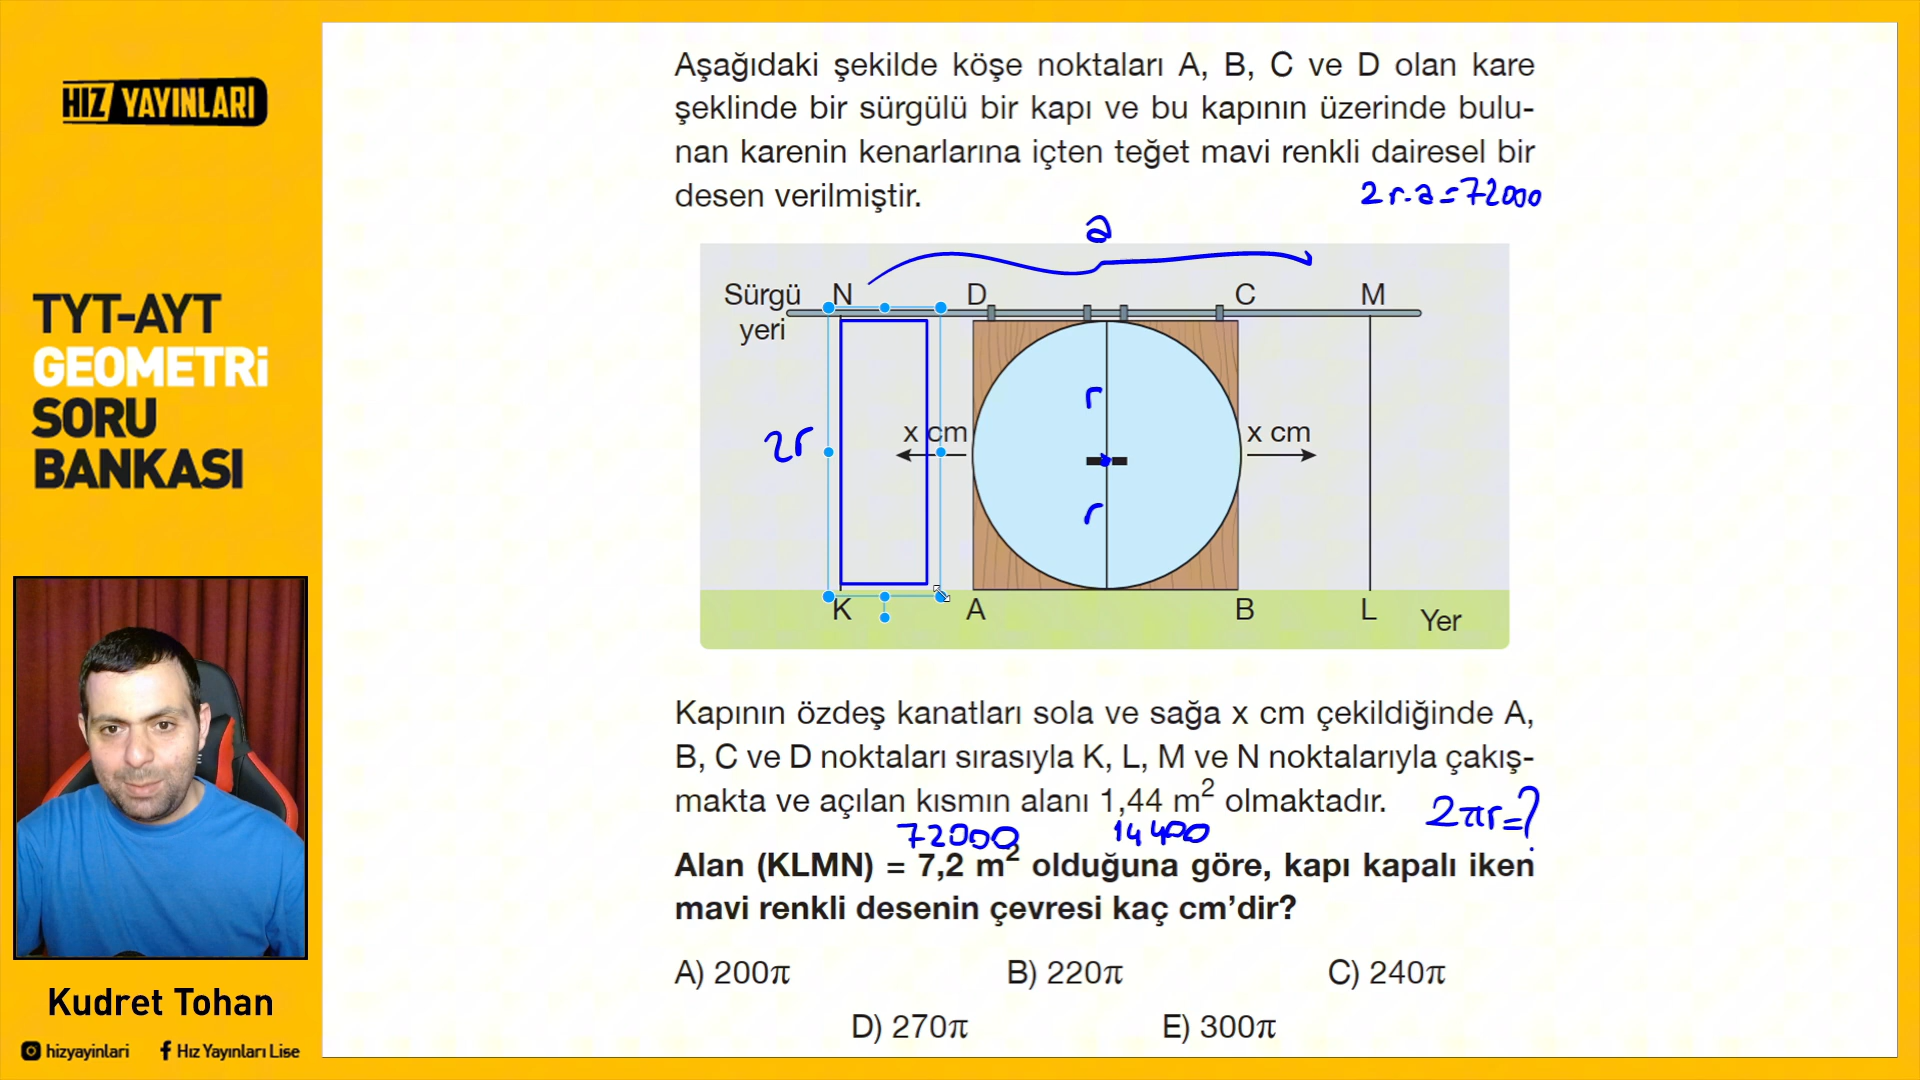 HIZ YAYINLARI
TYT-AYT
GEOMETRİ
SORU
BANKASI
Kudret Tohan
hizyayinlari Hız Yayınları Lise
Aşağıdaki şekilde köşe noktaları A, B, C ve D olan kare
şeklinde bir sürgülü bir kapı ve bu kapının üzerinde bulu-
nan karenin kenarlarına içten teğet mavi renkli dairesel bir
desen verilmiştir.
2r.a=72000
a
Sürgü
yeri
N D C M
2r
x cm
r
r
x cm
K A B L
Yer
Kapının özdeş kanatları sola ve sağa x cm çekildiğinde A,
B, C ve D noktaları sırasıyla K, L, M ve N noktalarıyla çakış-
makta ve açılan kısmın alanı 1,44 m² olmaktadır.
2πr=?
72000 14400
Alan (KLMN) = 7,2 m² olduğuna göre, kapı kapalı iken
mavi renkli desenin çevresi kaç cm'dir?
A) 200π B) 220π C) 240π
D) 270π E) 300π